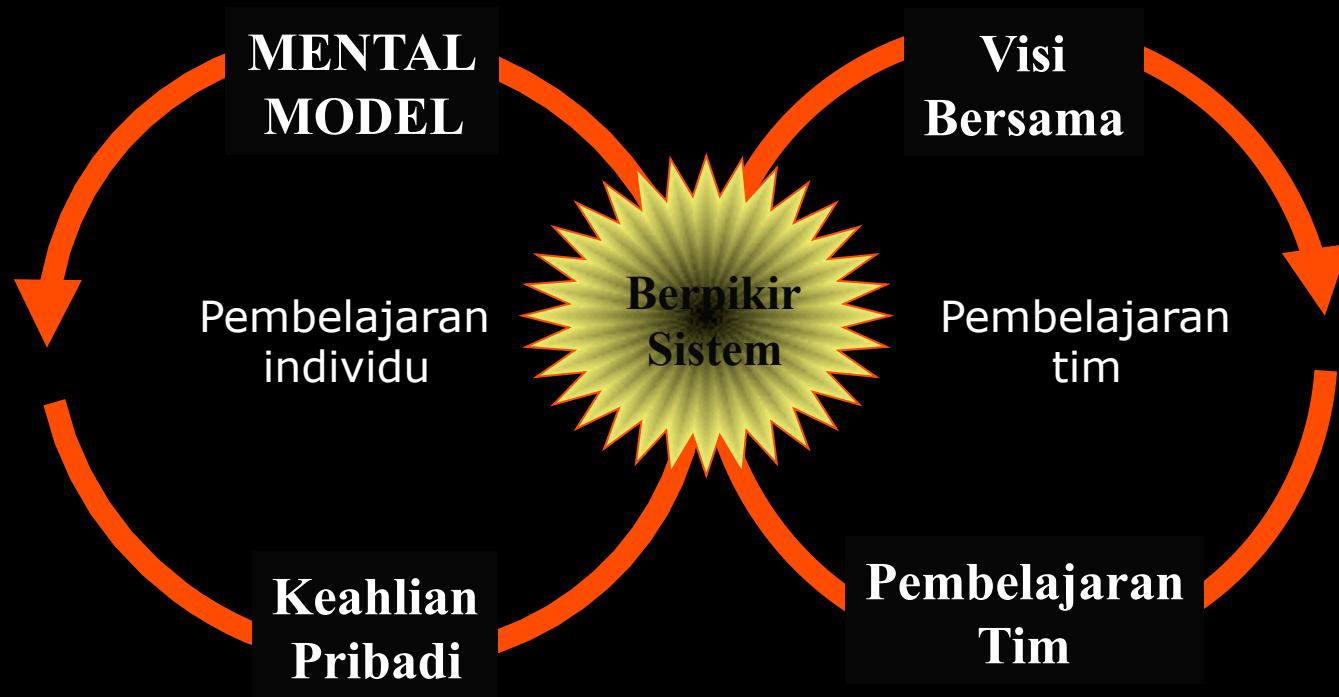 MENTAL
MODEL
Visi
Bersama
Berpikir
Sistem
Pembelajaran
individu
Pembelajaran
tim
Keahlian
Pribadi
Pembelajaran
Tim